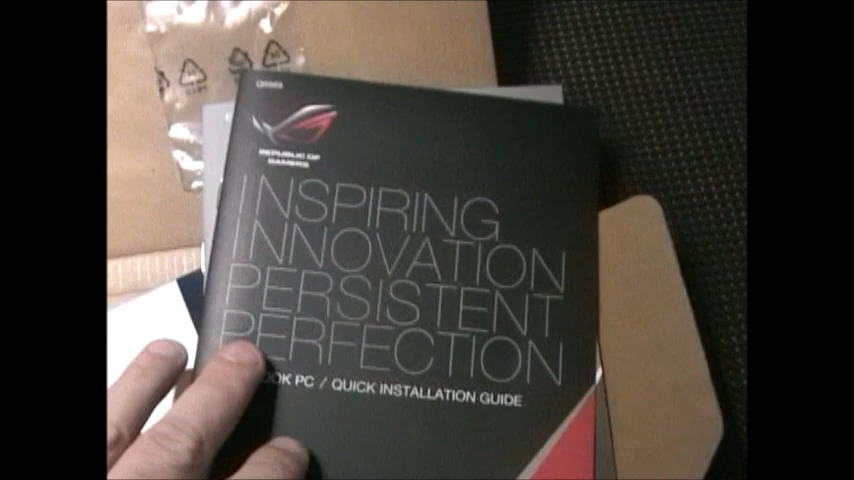 REPUBLIC OF
GAMERS
INSPIRING
INNOVATION
PERSISTENT
PERFECTION
OOK PC / QUICK INSTALLATION GUIDE